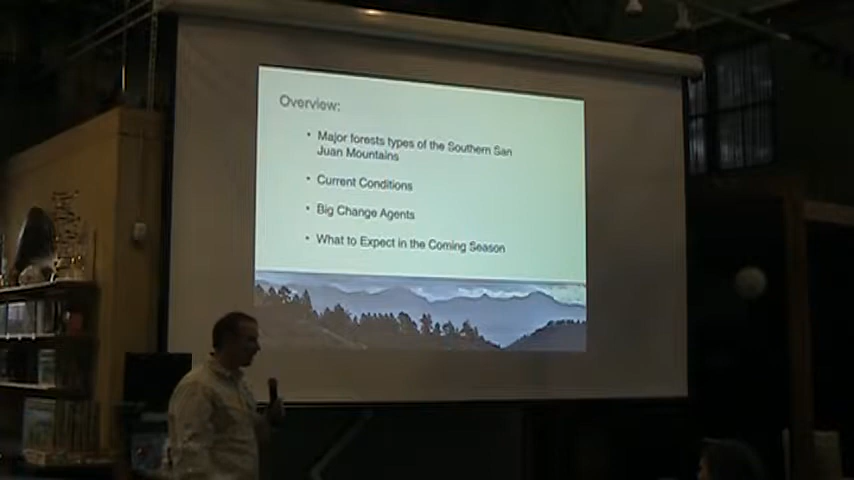 Overview:
• Major forests types of the Southern San
Juan Mountains
• Current Conditions
• Big Change Agents
• What to Expect in the Coming Season